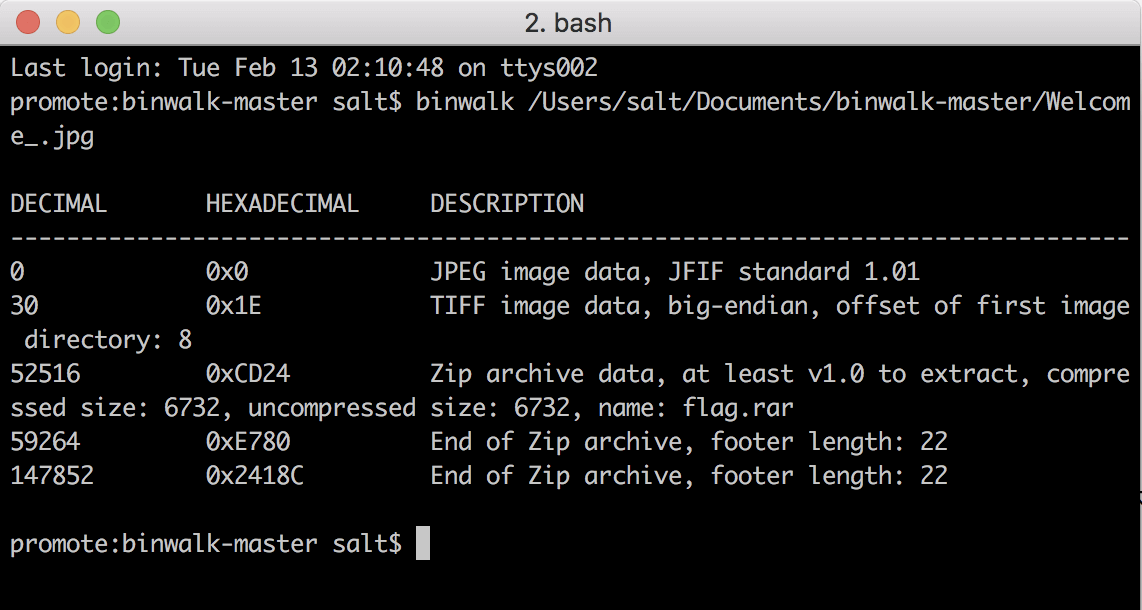 2. bash
Last login: Tue Feb 13 02:10:48 on ttys002
promote:binwalk-master salt$ binwalk /Users/salt/Documents/binwalk-master/Welcom
e_.jpg
DECIMAL       HEXADECIMAL     DESCRIPTION
--------------------------------------------------------------------------------
0             0x0             JPEG image data, JFIF standard 1.01
30            0x1E            TIFF image data, big-endian, offset of first image
 directory: 8
52516         0xCD24          Zip archive data, at least v1.0 to extract, compre
ssed size: 6732, uncompressed size: 6732, name: flag.rar
59264         0xE780          End of Zip archive, footer length: 22
147852        0x2418C         End of Zip archive, footer length: 22
promote:binwalk-master salt$